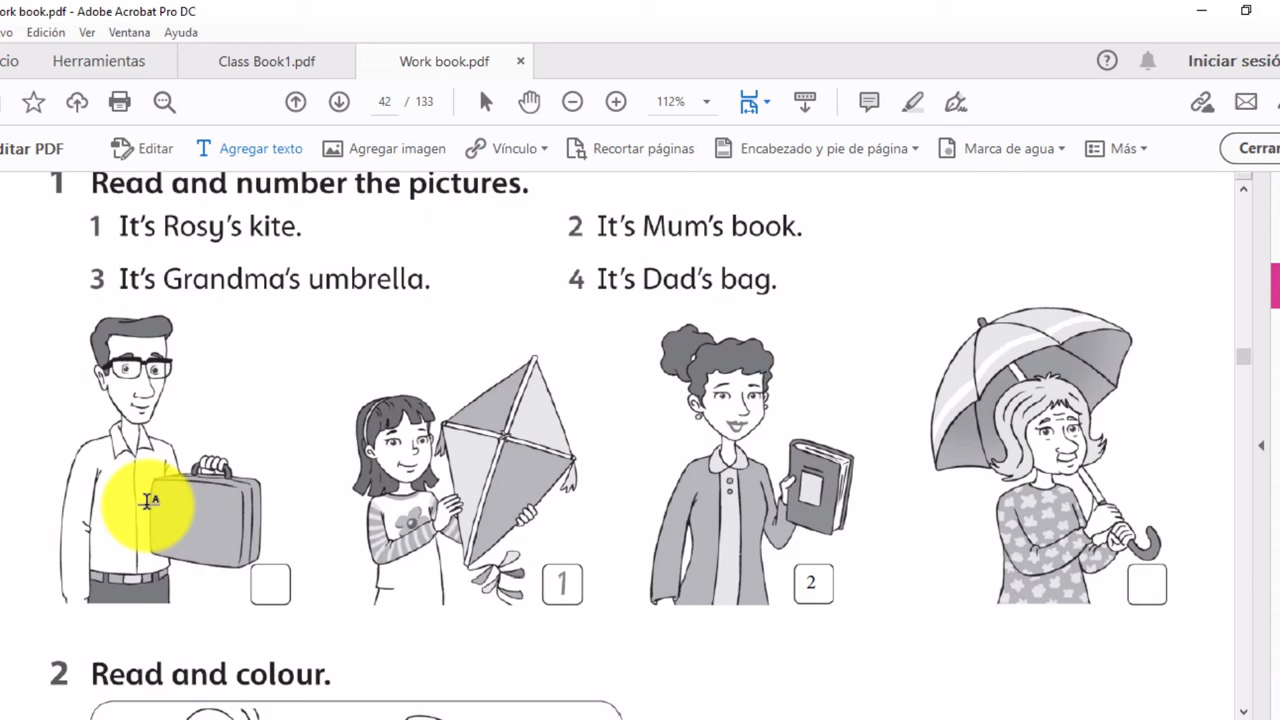 ork book.pdf - Adobe Acrobat Pro DC
vo Edición Ver Ventana Ayuda
cio Herramientas Class Book1.pdf Work book.pdf × ? Iniciar sesió
42 / 133 112%
ditar PDF Editar Agregar texto Agregar imagen Vínculo Recortar páginas Encabezado y pie de página Marca de agua Más Cerrar
1 Read and number the pictures.
1 It's Rosy's kite. 2 It's Mum's book.
3 It's Grandma's umbrella. 4 It's Dad's bag.
1 2
2 Read and colour.